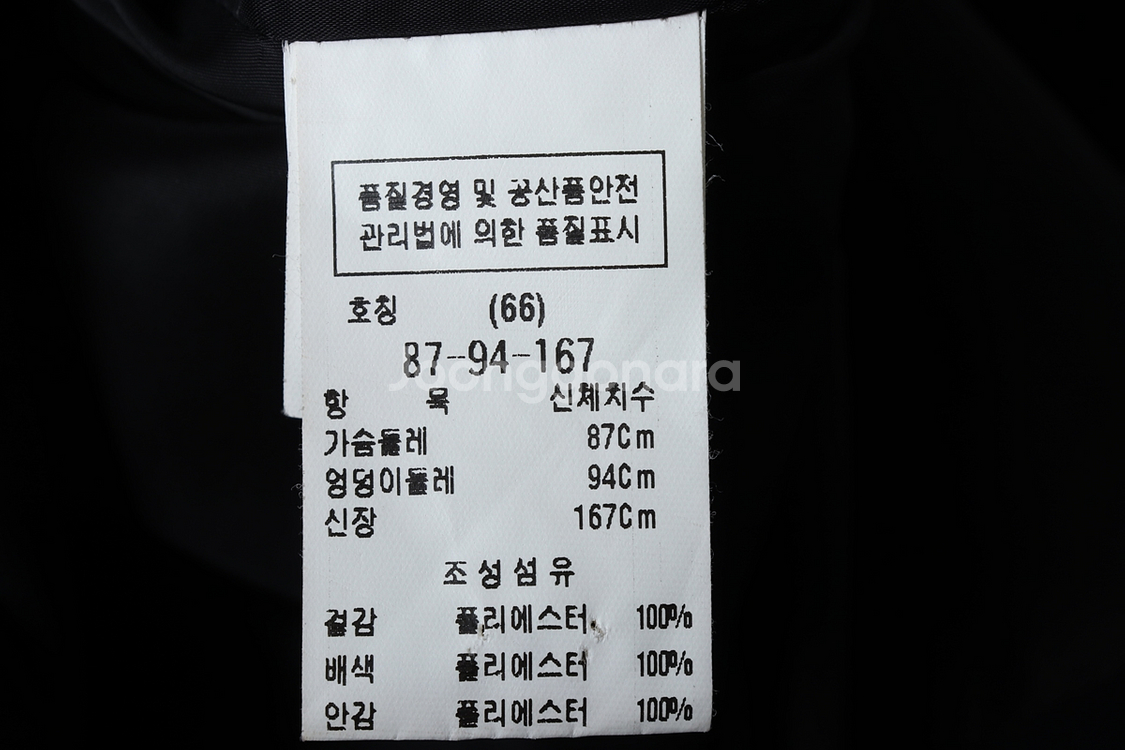 품질경영 및 공산품안전
관리법에 의한 품질표시
호칭 (66)
87-94-167
Joonggonara
항 목 신체치수
가슴둘레 87Cm
엉덩이둘레 94Cm
신장 167Cm
조성섬유
겉감 폴리에스터 100%
배색 폴리에스터 100%
안감 폴리에스터 100%